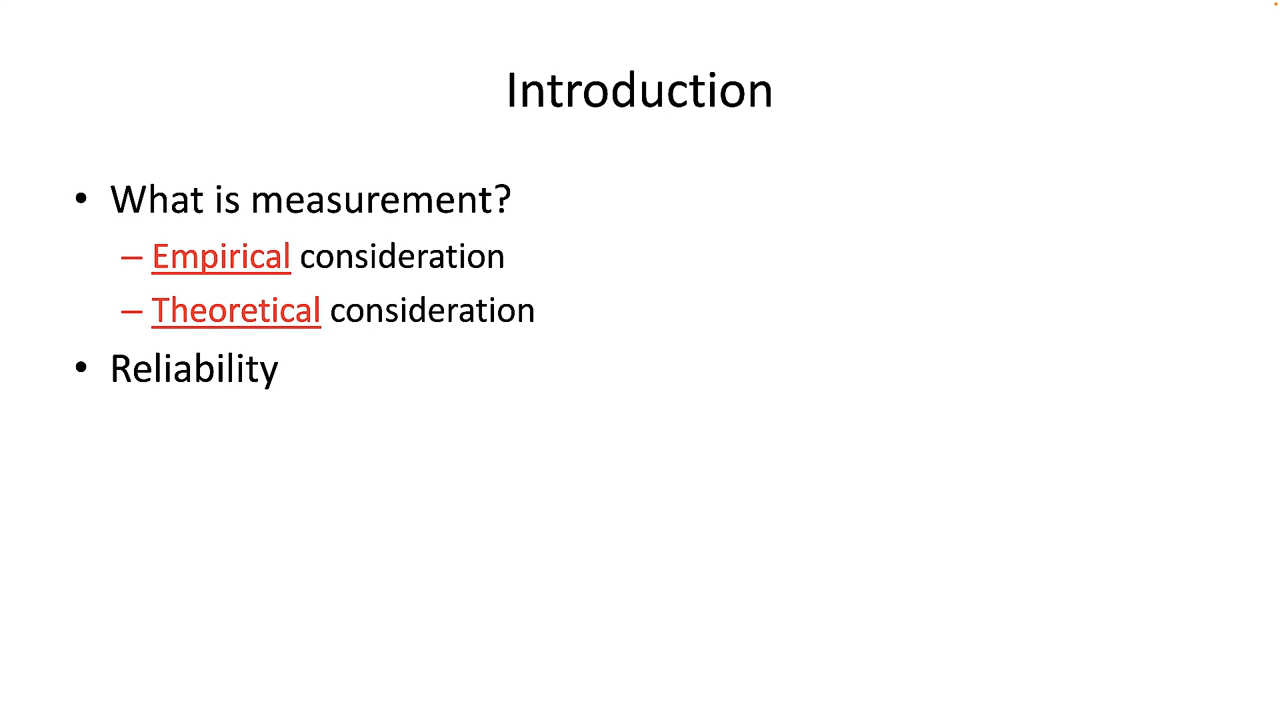 Introduction
• What is measurement?
– Empirical consideration
– Theoretical consideration
• Reliability